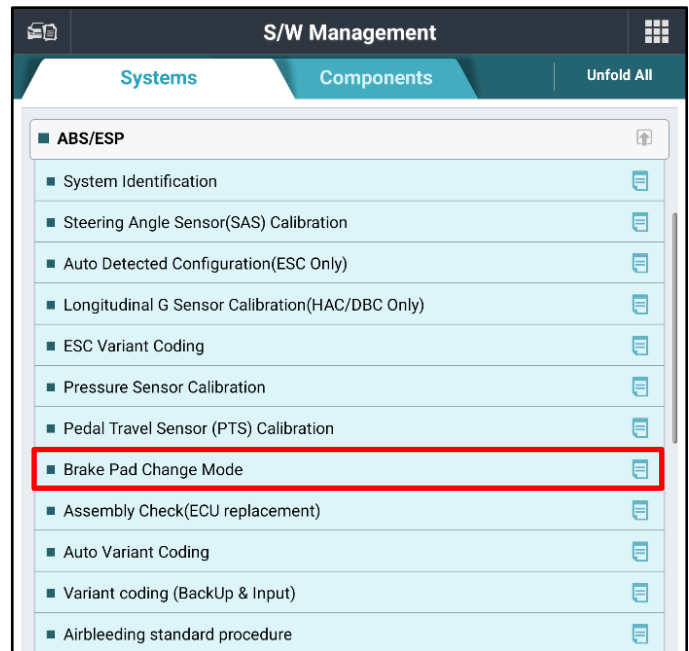 S/W Management
Systems
Components
Unfold All
ABS/ESP
System Identification
Steering Angle Sensor(SAS) Calibration
Auto Detected Configuration(ESC Only)
Longitudinal G Sensor Calibration(HAC/DBC Only)
ESC Variant Coding
Pressure Sensor Calibration
Pedal Travel Sensor (PTS) Calibration
Brake Pad Change Mode
Assembly Check(ECU replacement)
Auto Variant Coding
Variant coding (BackUp & Input)
Airbleeding standard procedure